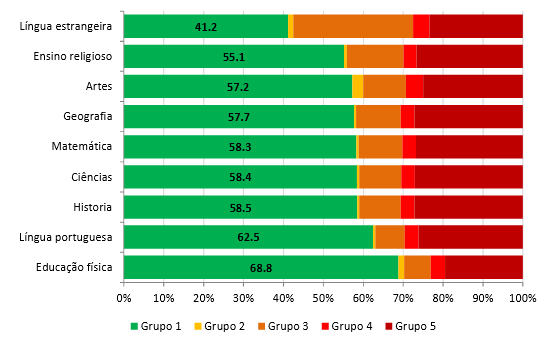 Língua estrangeira 41.2
Ensino religioso 55.1
Artes 57.2
Geografia 57.7
Matemática 58.3
Ciências 58.4
Historia 58.5
Língua portuguesa 62.5
Educação física 68.8
0% 10% 20% 30% 40% 50% 60% 70% 80% 90% 100%
Grupo 1 Grupo 2 Grupo 3 Grupo 4 Grupo 5